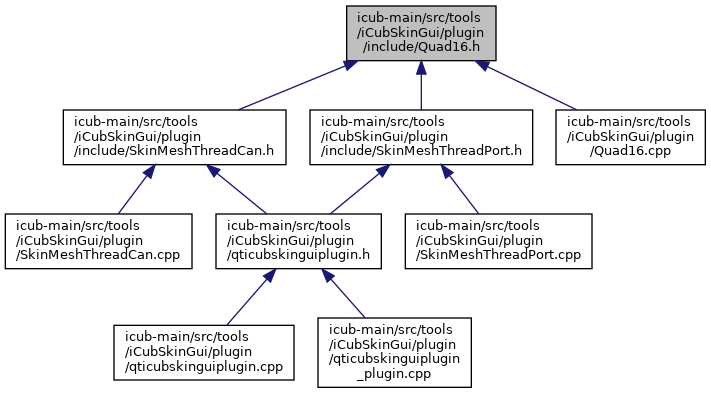 icub-main/src/tools
/iCubSkinGui/plugin
/include/Quad16.h
icub-main/src/tools
/iCubSkinGui/plugin
/include/SkinMeshThreadCan.h
icub-main/src/tools
/iCubSkinGui/plugin
/include/SkinMeshThreadPort.h
icub-main/src/tools
/iCubSkinGui/plugin
/Quad16.cpp
icub-main/src/tools
/iCubSkinGui/plugin
/SkinMeshThreadCan.cpp
icub-main/src/tools
/iCubSkinGui/plugin
/qticubskinguiplugin.h
icub-main/src/tools
/iCubSkinGui/plugin
/SkinMeshThreadPort.cpp
icub-main/src/tools
/iCubSkinGui/plugin
/qticubskinguiplugin.cpp
icub-main/src/tools
/iCubSkinGui/plugin
/qticubskinguiplugin
_plugin.cpp